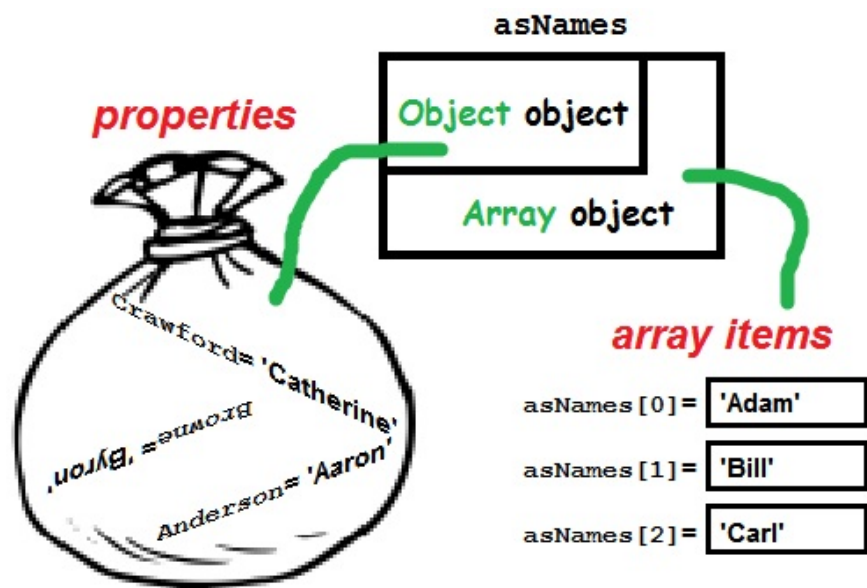 asNames
properties
Object object
Array object
Crawford= 'Catherine'
Browne= 'Byron'
Anderson= 'Aaron'
array items
asNames[0]= 'Adam'
asNames[1]= 'Bill'
asNames[2]= 'Carl'